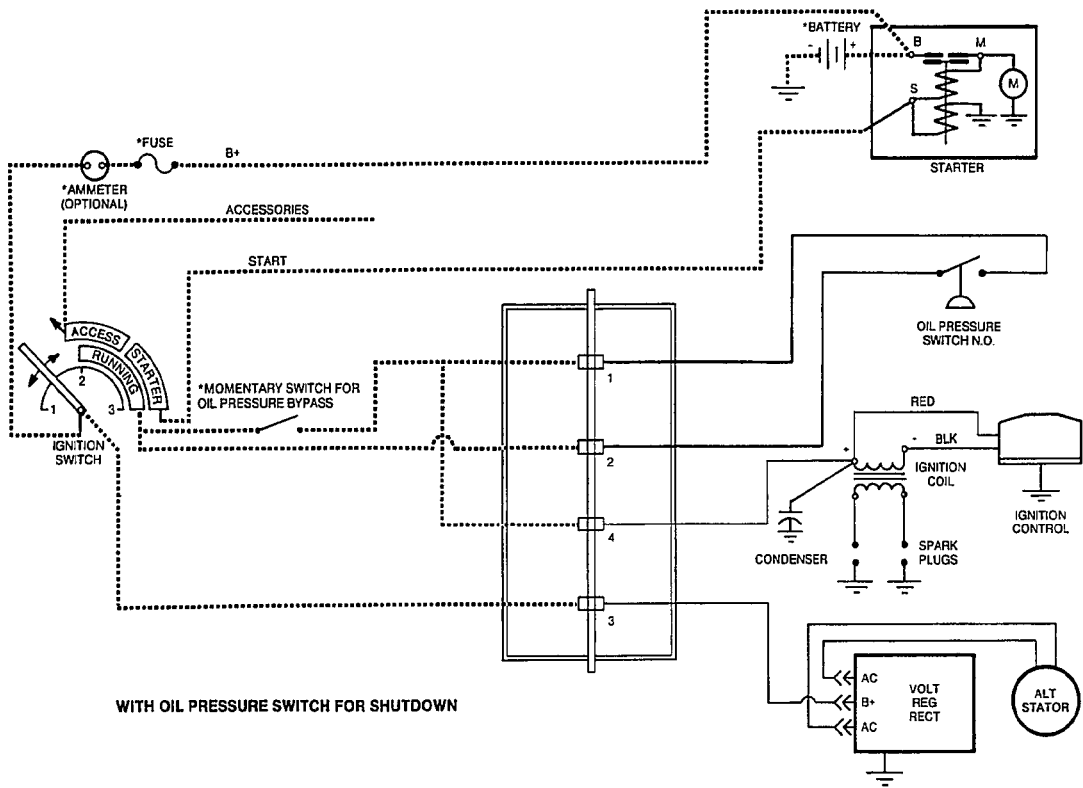 *BATTERY
- +
B M
M
S
STARTER
*FUSE
B+
*AMMETER
(OPTIONAL)
ACCESSORIES
START
OIL PRESSURE
SWITCH N.O.
ACCESS
RUNNING
STARTER
1 2 3
IGNITION
SWITCH
*MOMENTARY SWITCH FOR
OIL PRESSURE BYPASS
1
2
4
3
RED
+ - BLK
IGNITION
COIL
IGNITION
CONTROL
CONDENSER
SPARK
PLUGS
AC
B+
AC
VOLT
REG
RECT
ALT
STATOR
WITH OIL PRESSURE SWITCH FOR SHUTDOWN